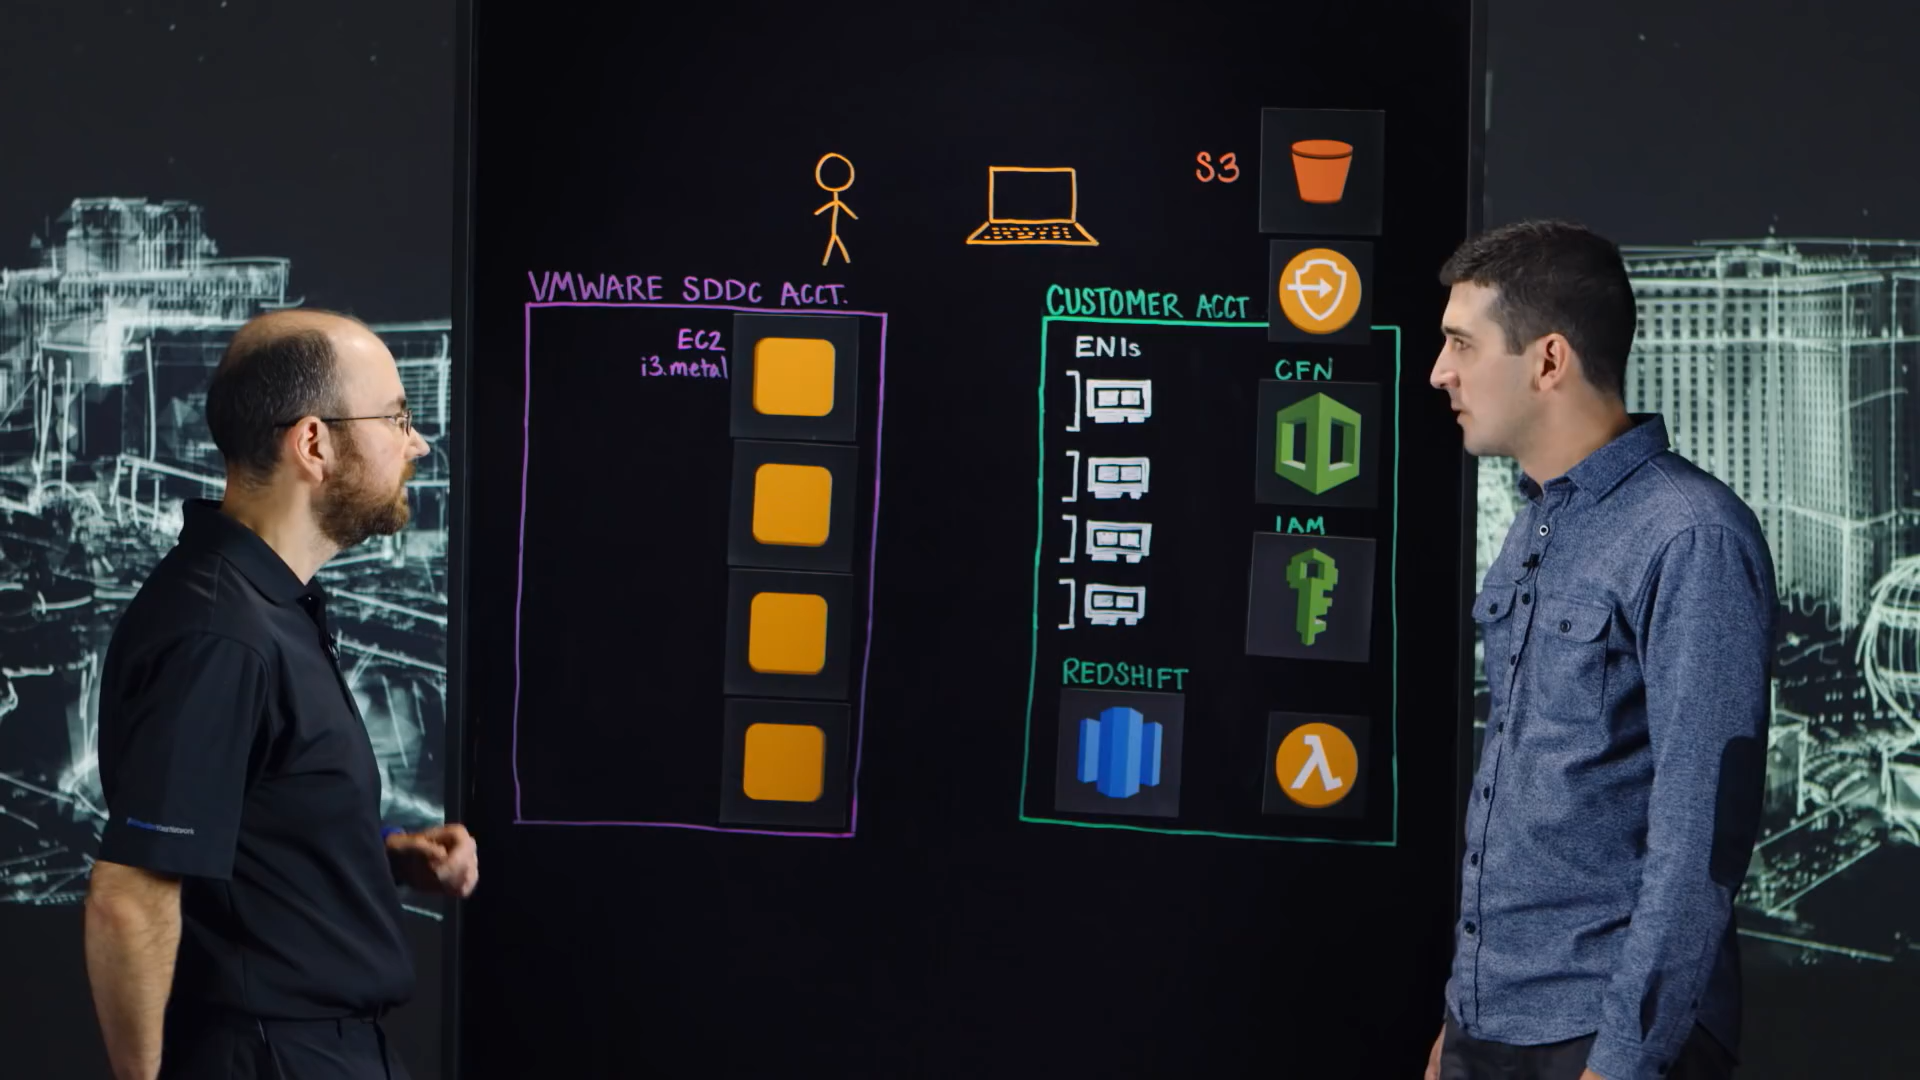 S3
VMWARE SDDC ACCT.
EC2
i3.metal
CUSTOMER ACCT
ENIs
CFN
IAM
REDSHIFT
λ